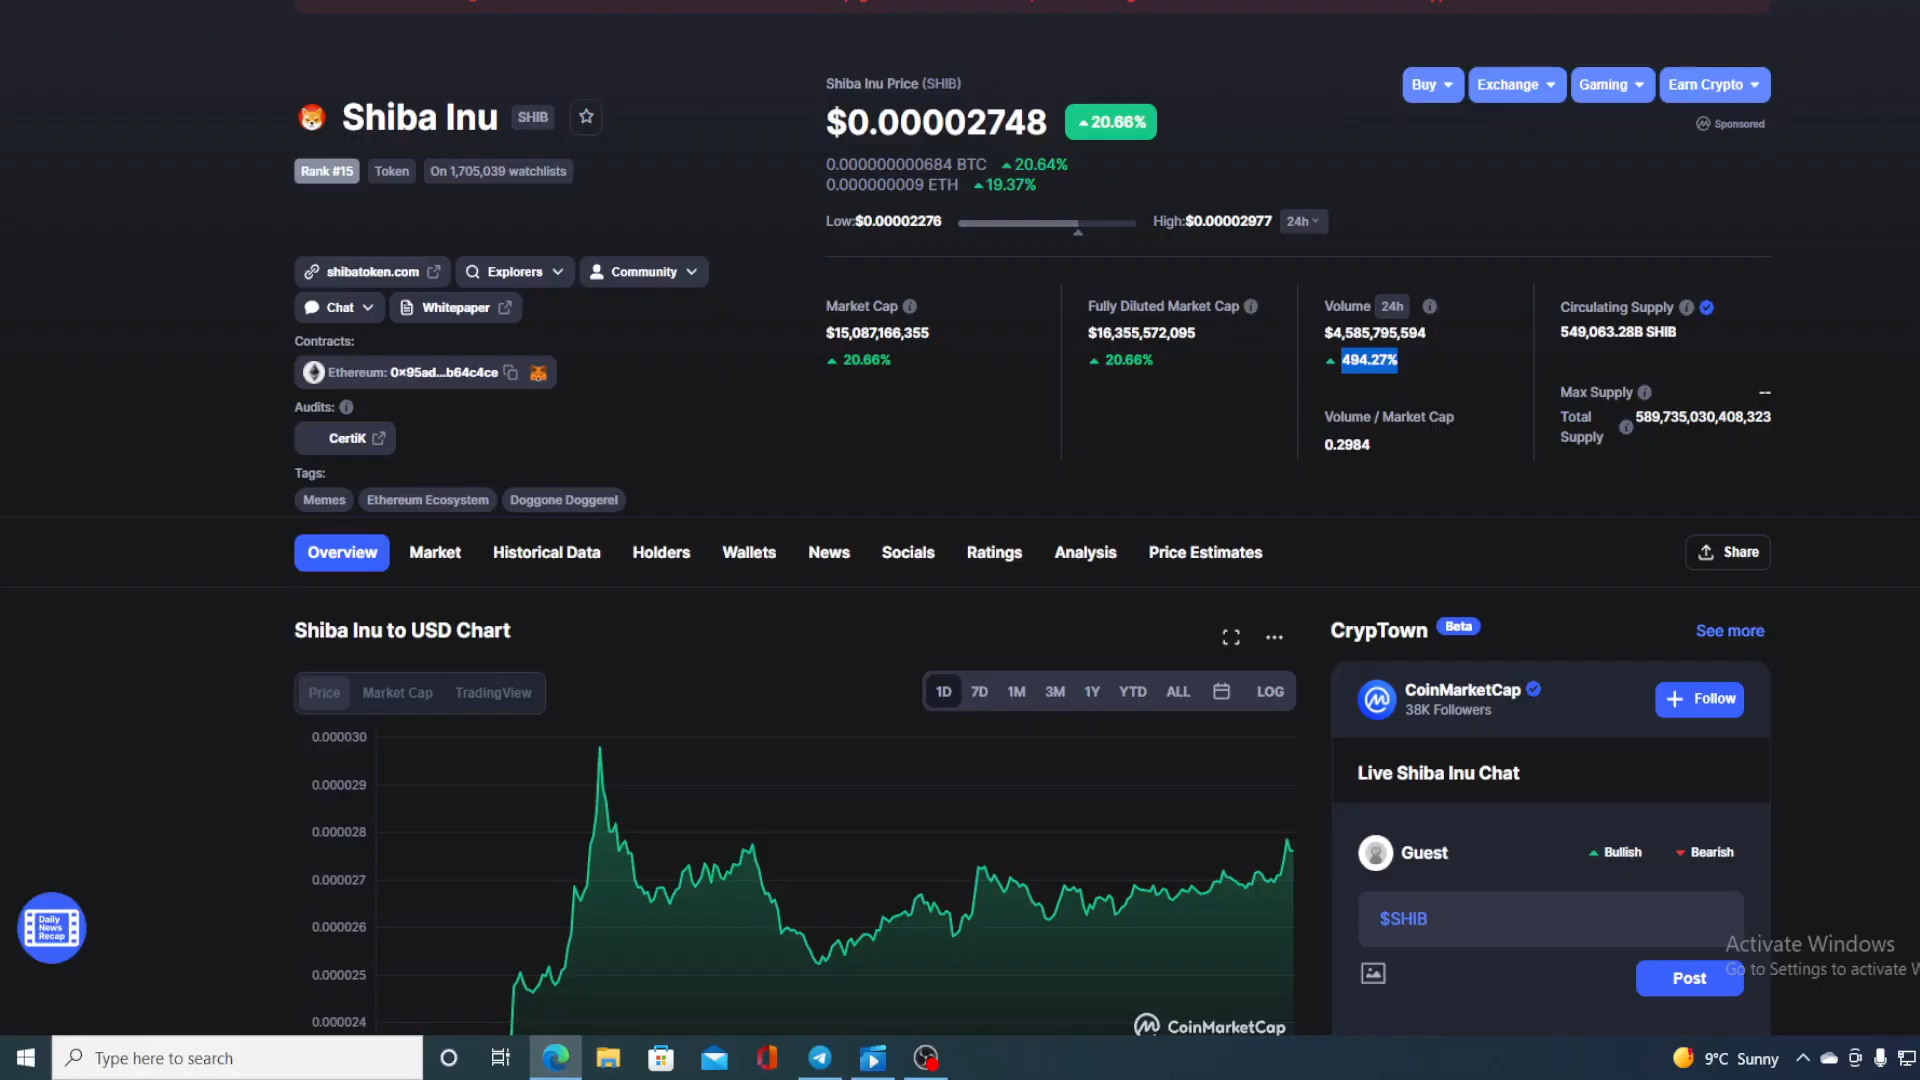 Shiba Inu SHIB
Rank #15 Token On 1,705,039 watchlists
shibatoken.com Explorers Community
Chat Whitepaper
Contracts:
Ethereum: 0x95ad...b64c4ce
Audits:
CertiK
Tags:
Memes Ethereum Ecosystem Doggone Doggerel
Shiba Inu Price (SHIB)
$0.00002748 20.66%
0.000000000684 BTC 20.64%
0.000000009 ETH 19.37%
Low:$0.00002276 High:$0.00002977 24h
Buy Exchange Gaming Earn Crypto
Sponsored
Market Cap
$15,087,166,355
20.66%
Fully Diluted Market Cap
$16,355,572,095
20.66%
Volume 24h
$4,585,795,594
494.27%
Volume / Market Cap
0.2984
Circulating Supply
549,063.28B SHIB
Max Supply --
Total Supply 589,735,030,408,323
Overview Market Historical Data Holders Wallets News Socials Ratings Analysis Price Estimates Share
Shiba Inu to USD Chart
Price Market Cap TradingView
1D 7D 1M 3M 1Y YTD ALL LOG
0.000030
0.000029
0.000028
0.000027
0.000026
0.000025
0.000024
CoinMarketCap
CrypTown Beta See more
CoinMarketCap
38K Followers
Follow
Live Shiba Inu Chat
Guest Bullish Bearish
$SHIB
Post
Activate Windows
Go to Settings to activate W
Daily
News
Recap
Type here to search
9°C Sunny